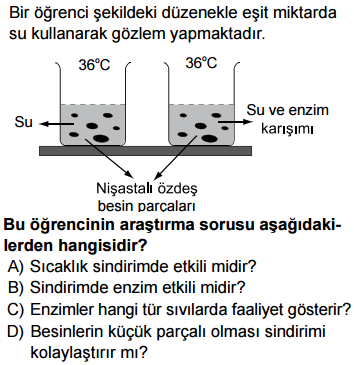 Bir öğrenci şekildeki düzenekle eşit miktarda
su kullanarak gözlem yapmaktadır.
36°C
36°C
Su
Su ve enzim
karışımı
Nişastalı özdeş
besin parçaları
Bu öğrencinin araştırma sorusu aşağıdaki-
lerden hangisidir?
A) Sıcaklık sindirimde etkili midir?
B) Sindirimde enzim etkili midir?
C) Enzimler hangi tür sıvılarda faaliyet gösterir?
D) Besinlerin küçük parçalı olması sindirimi
kolaylaştırır mı?